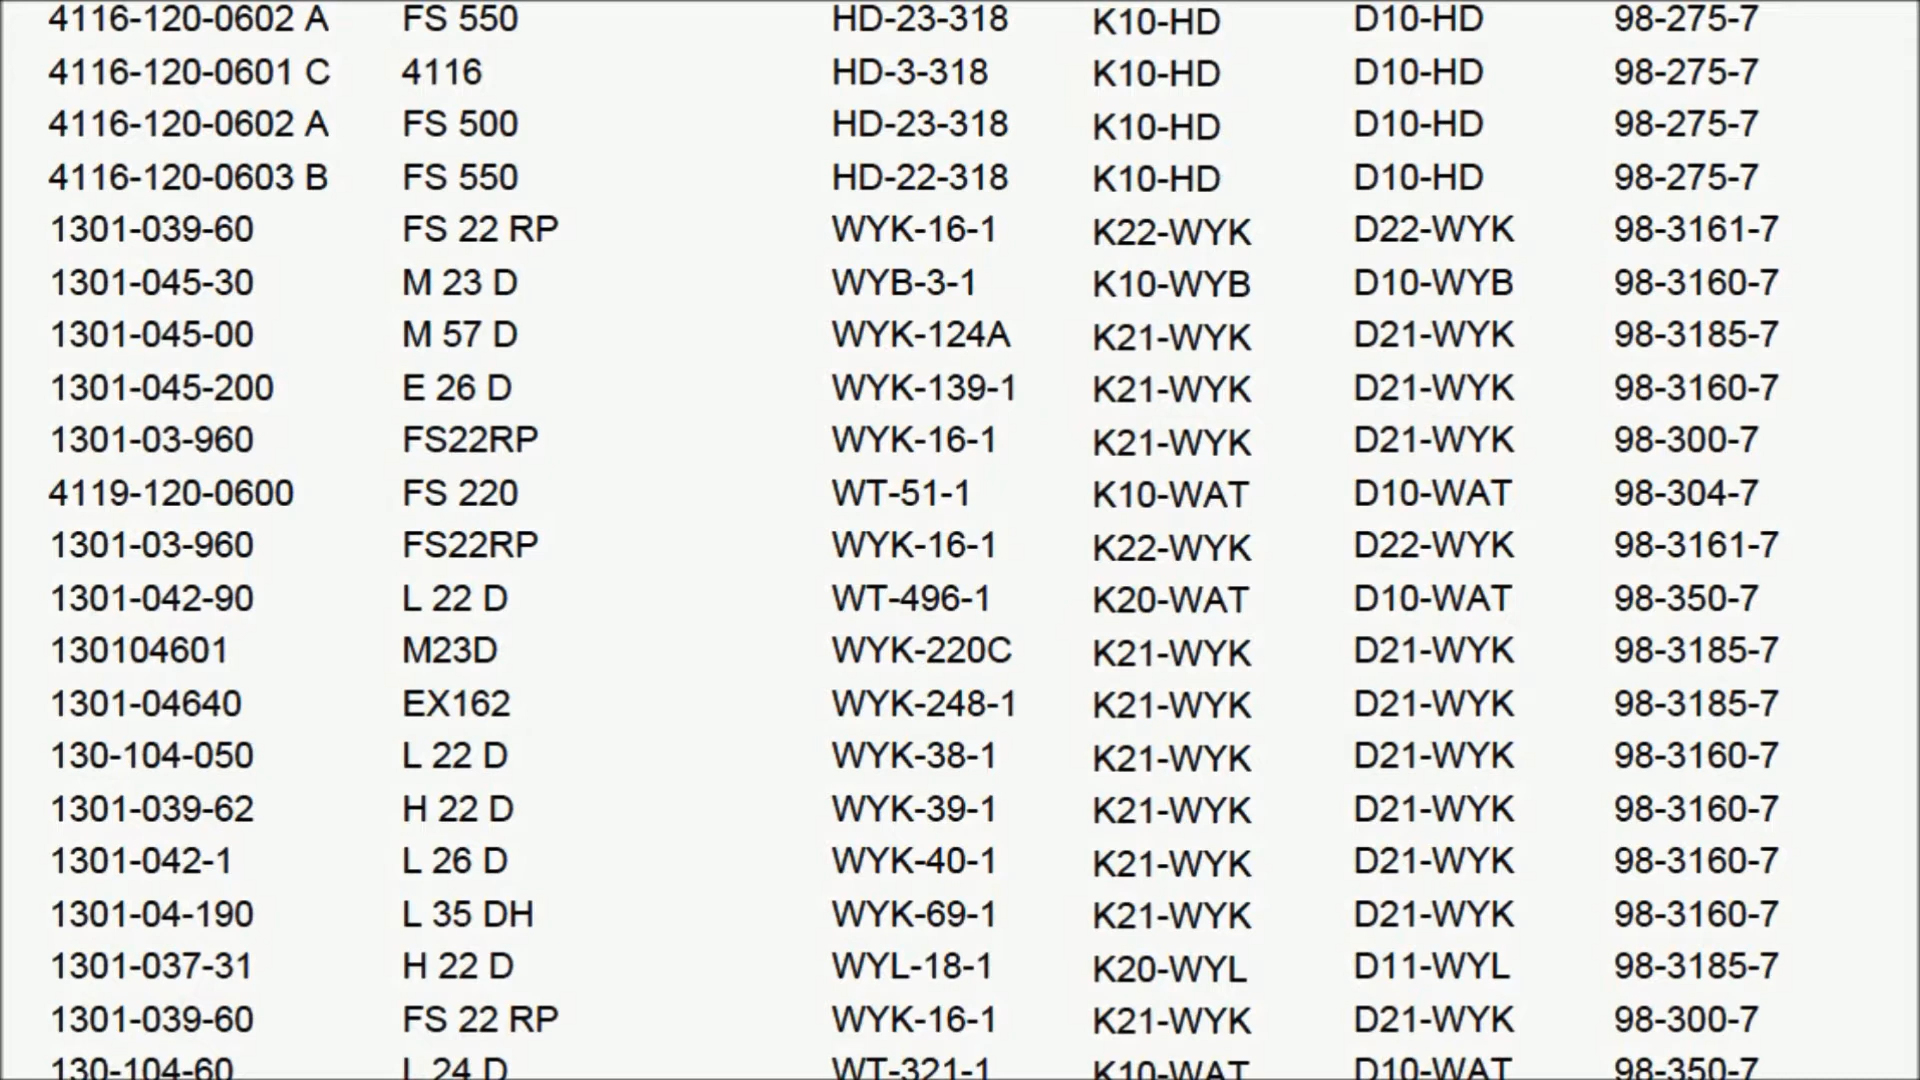 4116-120-0602 A FS 550 HD-23-318 K10-HD D10-HD 98-275-7
4116-120-0601 C 4116 HD-3-318 K10-HD D10-HD 98-275-7
4116-120-0602 A FS 500 HD-23-318 K10-HD D10-HD 98-275-7
4116-120-0603 B FS 550 HD-22-318 K10-HD D10-HD 98-275-7
1301-039-60 FS 22 RP WYK-16-1 K22-WYK D22-WYK 98-3161-7
1301-045-30 M 23 D WYB-3-1 K10-WYB D10-WYB 98-3160-7
1301-045-00 M 57 D WYK-124A K21-WYK D21-WYK 98-3185-7
1301-045-200 E 26 D WYK-139-1 K21-WYK D21-WYK 98-3160-7
1301-03-960 FS22RP WYK-16-1 K21-WYK D21-WYK 98-300-7
4119-120-0600 FS 220 WT-51-1 K10-WAT D10-WAT 98-304-7
1301-03-960 FS22RP WYK-16-1 K22-WYK D22-WYK 98-3161-7
1301-042-90 L 22 D WT-496-1 K20-WAT D10-WAT 98-350-7
130104601 M23D WYK-220C K21-WYK D21-WYK 98-3185-7
1301-04640 EX162 WYK-248-1 K21-WYK D21-WYK 98-3185-7
130-104-050 L 22 D WYK-38-1 K21-WYK D21-WYK 98-3160-7
1301-039-62 H 22 D WYK-39-1 K21-WYK D21-WYK 98-3160-7
1301-042-1 L 26 D WYK-40-1 K21-WYK D21-WYK 98-3160-7
1301-04-190 L 35 DH WYK-69-1 K21-WYK D21-WYK 98-3160-7
1301-037-31 H 22 D WYL-18-1 K20-WYL D11-WYL 98-3185-7
1301-039-60 FS 22 RP WYK-16-1 K21-WYK D21-WYK 98-300-7
130-104-60 L 24 D WT-321-1 K10-WAT D10-WAT 98-350-7